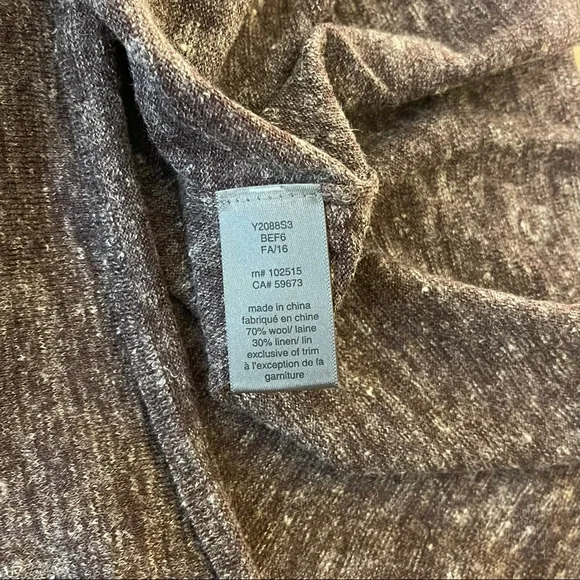 Y2088S3
BEF6
FA/16
rn# 102515
CA# 59673
made in china
fabriqué en chine
70% wool/ laine
30% linen/ lin
exclusive of trim
à l'exception de la
garniture